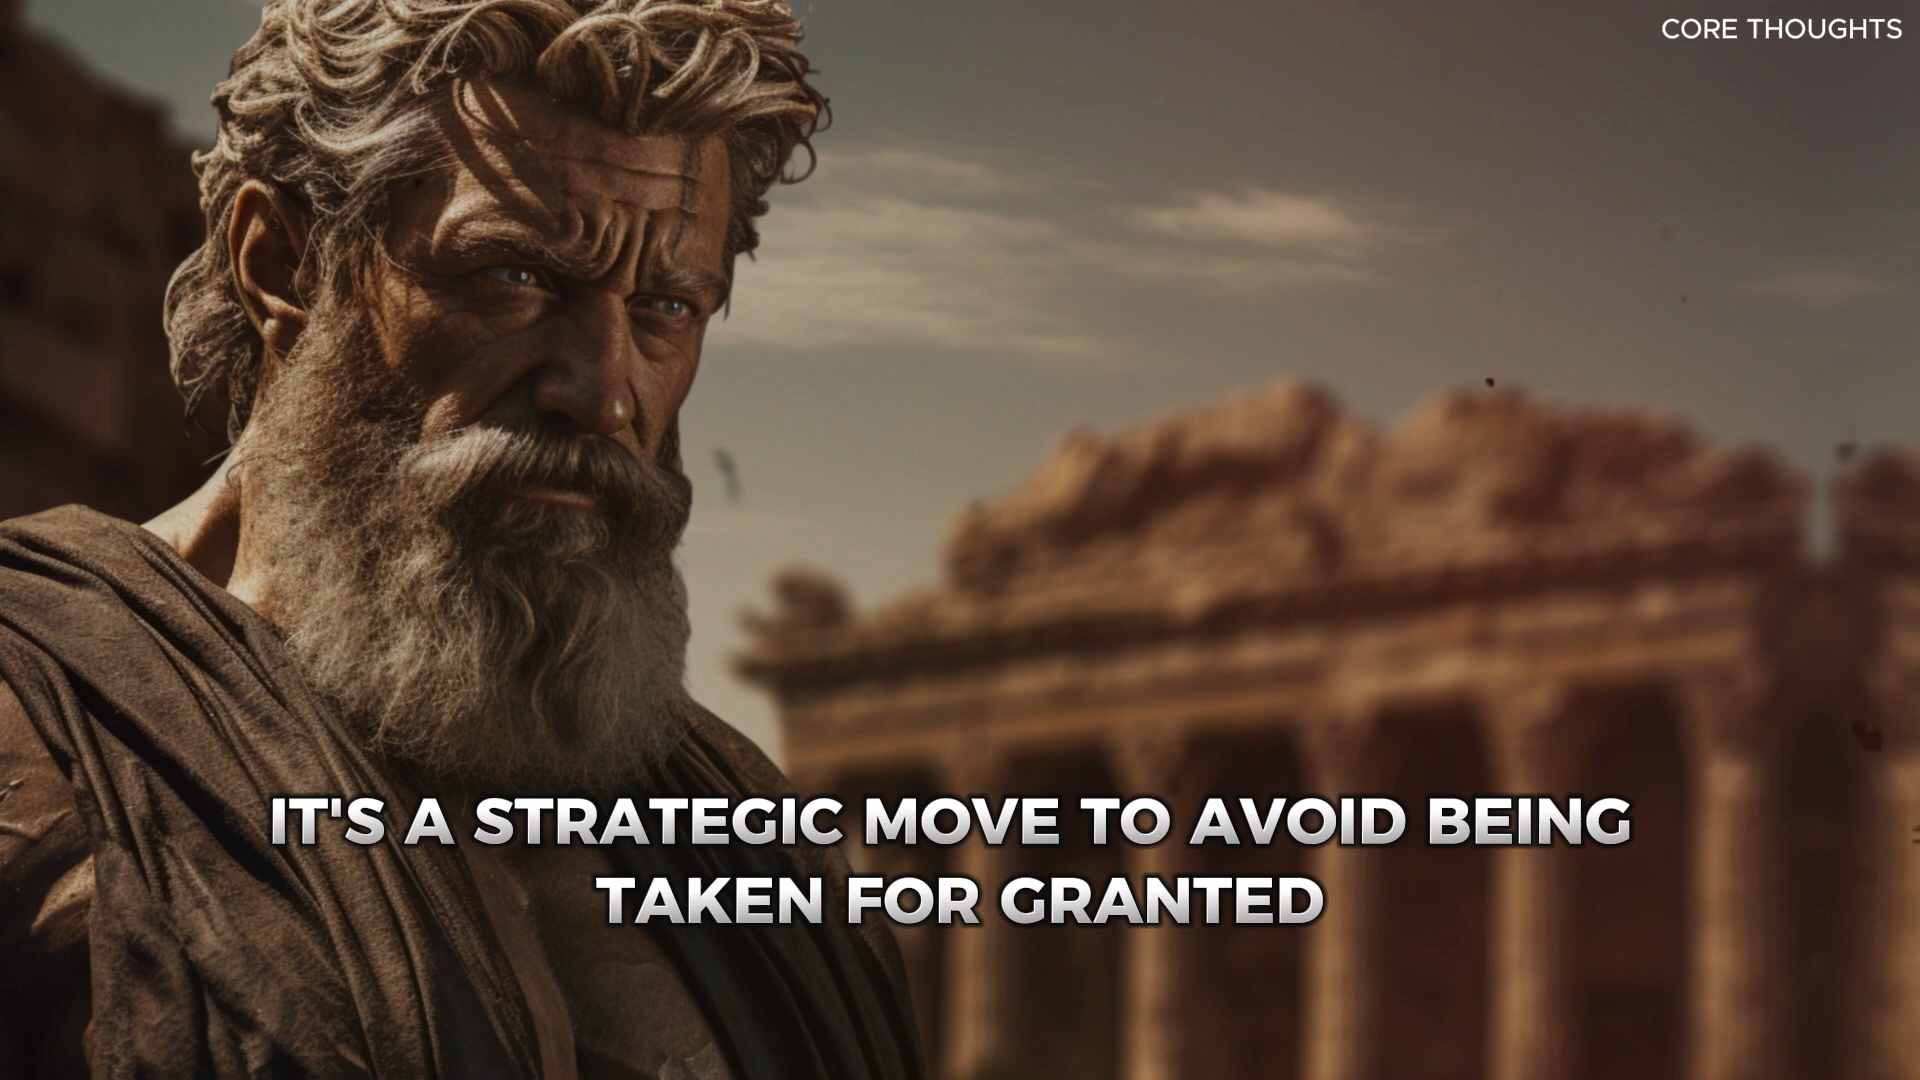 CORE THOUGHTS
IT'S A STRATEGIC MOVE TO AVOID BEING
TAKEN FOR GRANTED